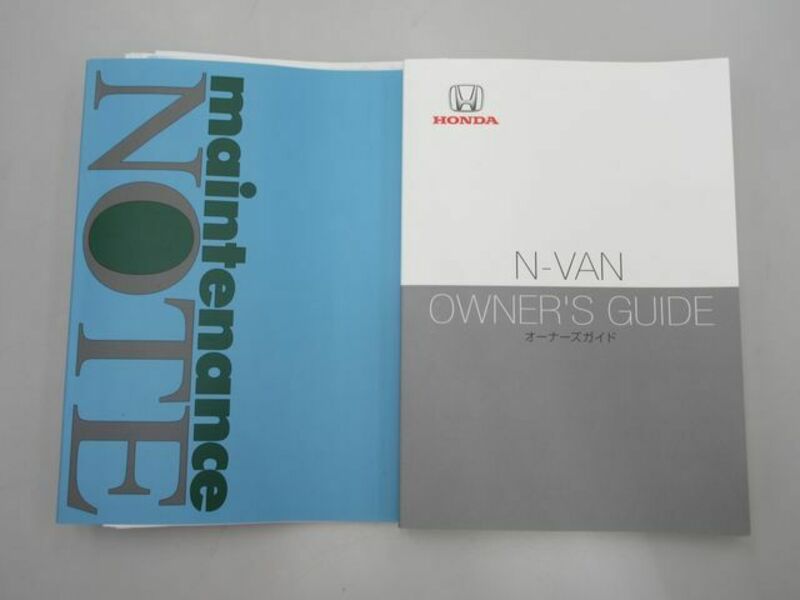 maintenance
NOTE
HONDA
N-VAN
OWNER'S GUIDE
オーナーズガイド